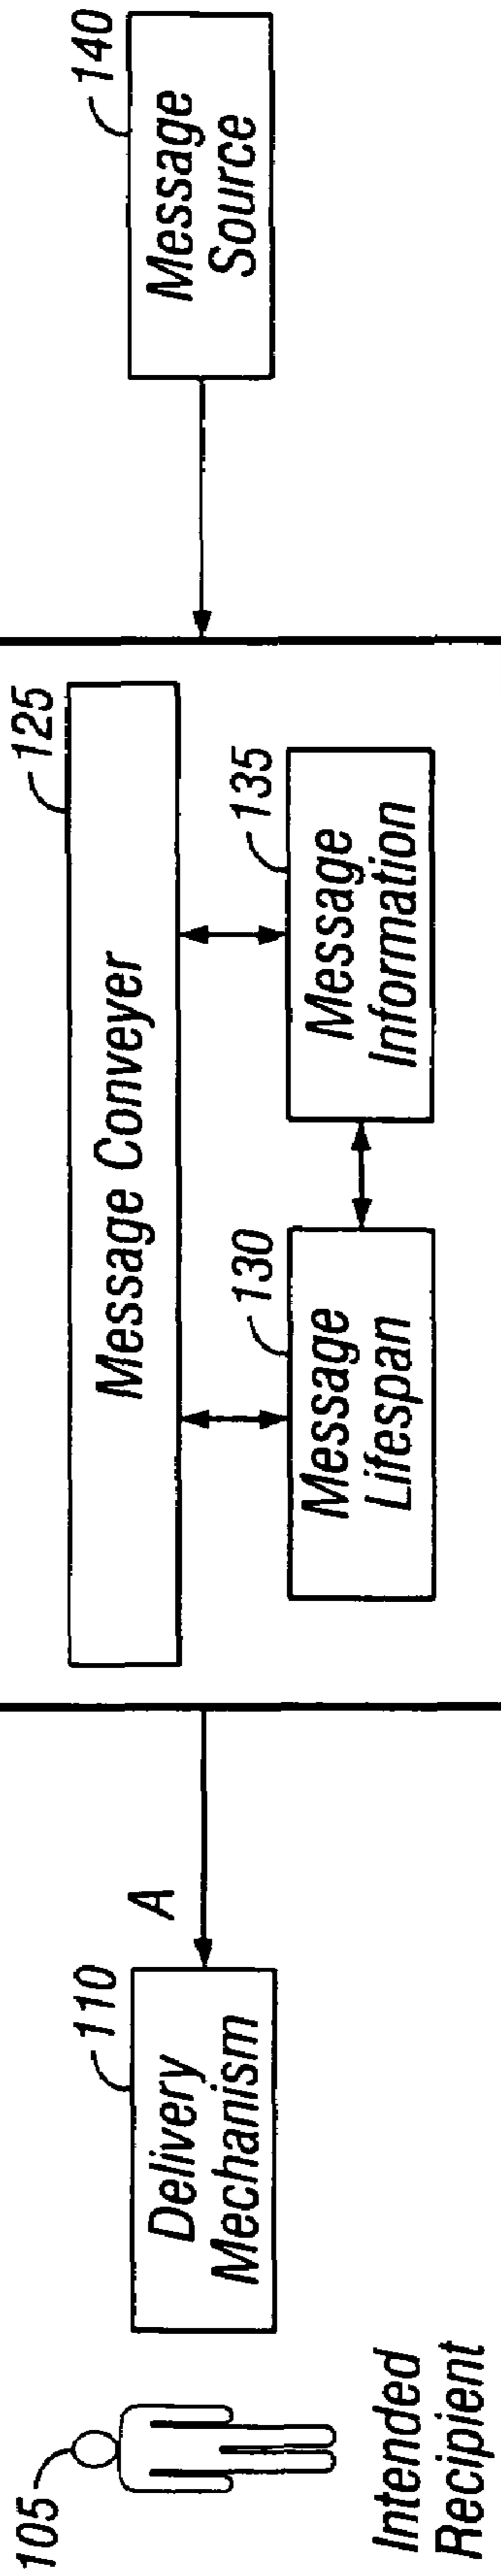 105
Intended
Recipient
110
Delivery
Mechanism
A
125
Message Conveyer
130
Message
Lifespan
135
Message
Information
140
Message
Source